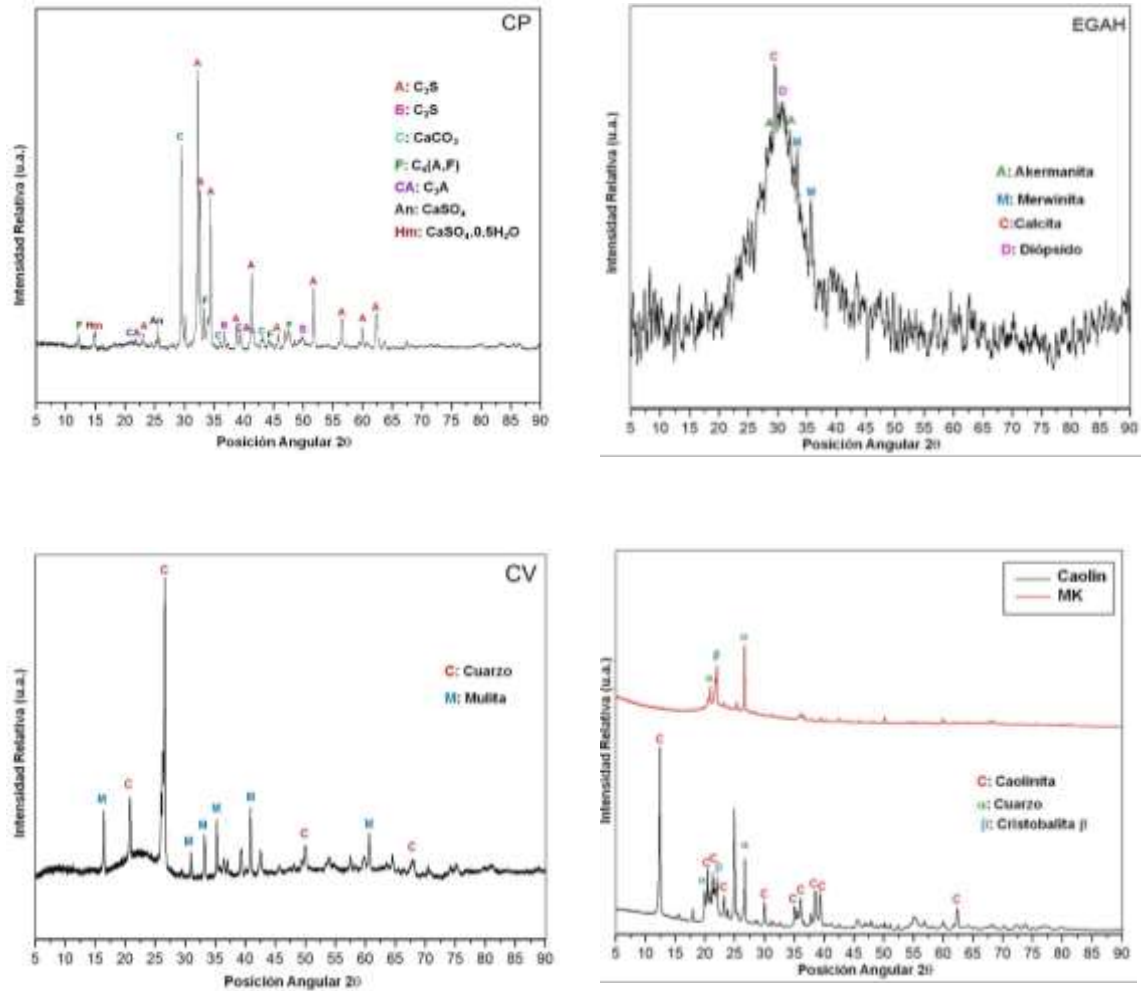 CP
A: C₃S
B: C₂S
C: CaCO₃
F: C₄(A,F)
CA: C₃A
An: CaSO₄
Hm: CaSO₄.0.5H₂O
F Hm CA A An C A B A F C B A C A A C F A F B A A A A
Intensidad Relativa (u.a.)
5 10 15 20 25 30 35 40 45 50 55 60 65 70 75 80 85 90
Posición Angular 2θ
EGAH
C
D
A A M
M
A: Akermanita
M: Merwinita
C: Calcita
D: Diópsido
Intensidad Relativa (u.a.)
5 10 15 20 25 30 35 40 45 50 55 60 65 70 75 80 85 90
Posición Angular 2θ
CV
C
C: Cuarzo
M: Mulita
M C M M M M C M C
Intensidad Relativa (u.a.)
5 10 15 20 25 30 35 40 45 50 55 60 65 70 75 80 85 90
Posición Angular 2θ
Caolin
MK
α β α
C
C: Caolinita
α: Cuarzo
β: Cristobalita β
α C C β C α C C C C C C
Intensidad Relativa (u.a.)
5 10 15 20 25 30 35 40 45 50 55 60 65 70 75 80 85 90
Posición Angular 2θ